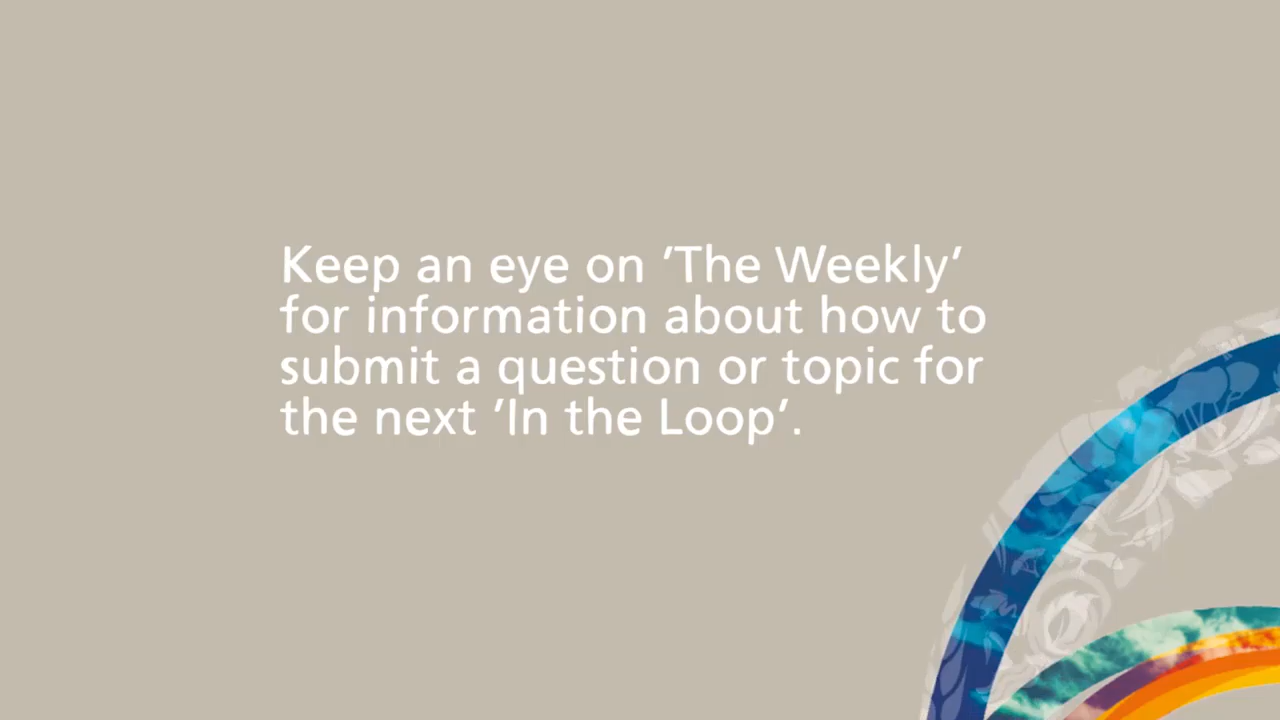 Keep an eye on ’The Weekly’
for information about how to
submit a question or topic for
the next ’In the Loop’.